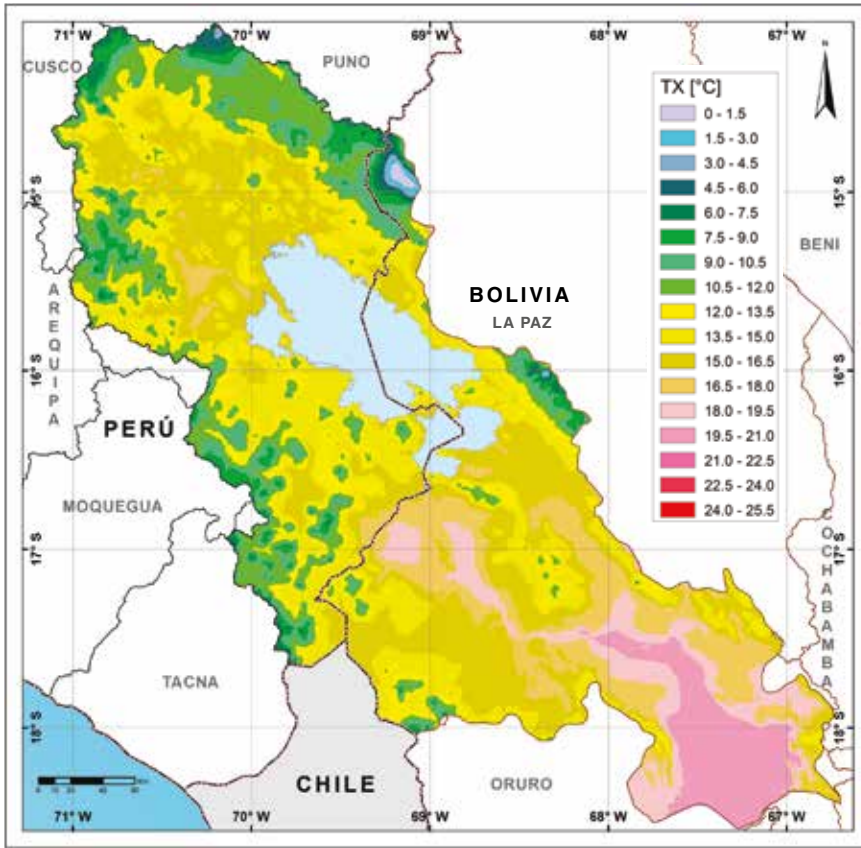 71° W 70° W 69° W 68° W 67° W
CUSCO
PUNO
N
TX [°C]
0 - 1.5
1.5 - 3.0
3.0 - 4.5
4.5 - 6.0
6.0 - 7.5
7.5 - 9.0
9.0 - 10.5
10.5 - 12.0
12.0 - 13.5
13.5 - 15.0
15.0 - 16.5
16.5 - 18.0
18.0 - 19.5
19.5 - 21.0
21.0 - 22.5
22.5 - 24.0
24.0 - 25.5
15° S 15° S
BENI
AREQUIPA
BOLIVIA
LA PAZ
16° S 16° S
PERÚ
MOQUEGUA
17° S 17° S
COCHABAMBA
TACNA
18° S 18° S
CHILE
ORURO
71° W 70° W 69° W 68° W 67° W